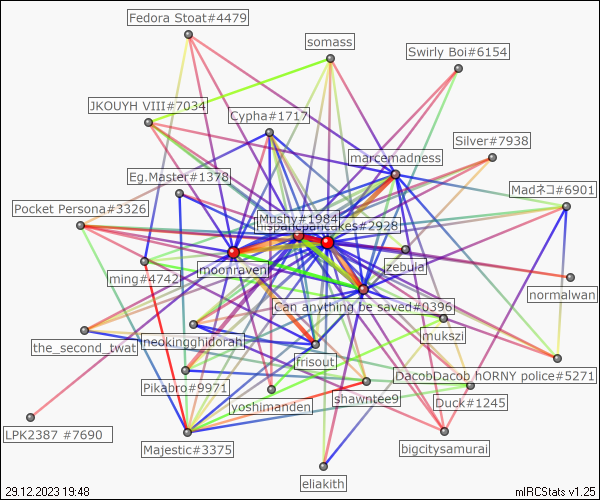 Fedora Stoat#4479
somass
Swirly Boi#6154
JKOUYH VIII#7034
Cypha#1717
Silver#7938
marcemadness
Eg.Master#1378
Madネコ#6901
Pocket Persona#3326
Mushy#1984
hispanicpancakes#2928
zebula
moonraven
ming#4742
normalwan
Can anything be saved#0396
mukszi
neokingghidorah
the_second_twat
frisout
DacobDacob hORNY police#5271
Pikabro#9971
shawntee9
yoshimanden
Duck#1245
LPK2387 #7690
Majestic#3375
bigcitysamurai
eliakith
29.12.2023 19:48
mIRCStats v1.25